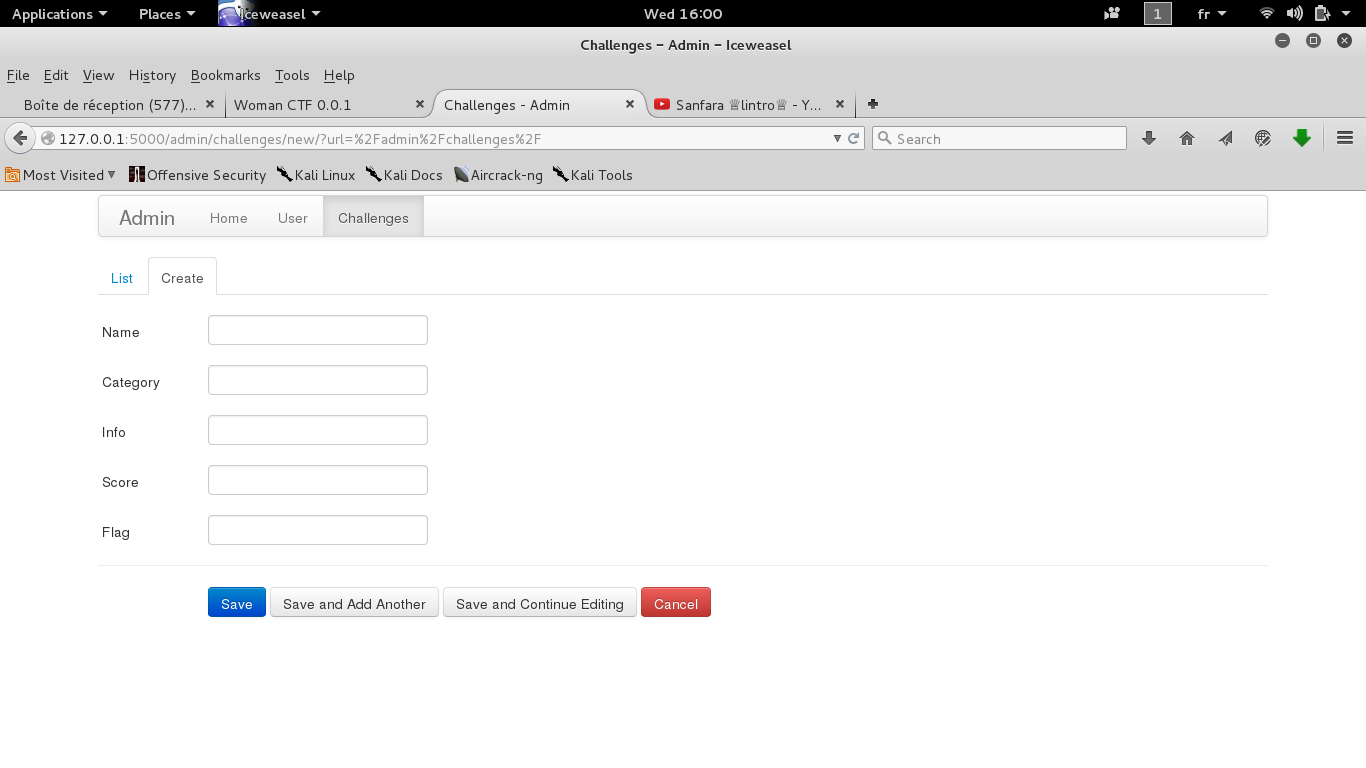 Applications Places Iceweasel Wed 16:00 1 fr
Challenges - Admin - Iceweasel
File Edit View History Bookmarks Tools Help
Boîte de réception (577)... Woman CTF 0.0.1 Challenges - Admin Sanfara ♕lintro♕ - Y...
127.0.0.1:5000/admin/challenges/new/?url=%2Fadmin%2Fchallenges%2F Search
Most Visited Offensive Security Kali Linux Kali Docs Aircrack-ng Kali Tools
Admin Home User Challenges
List Create
Name
Category
Info
Score
Flag
Save Save and Add Another Save and Continue Editing Cancel